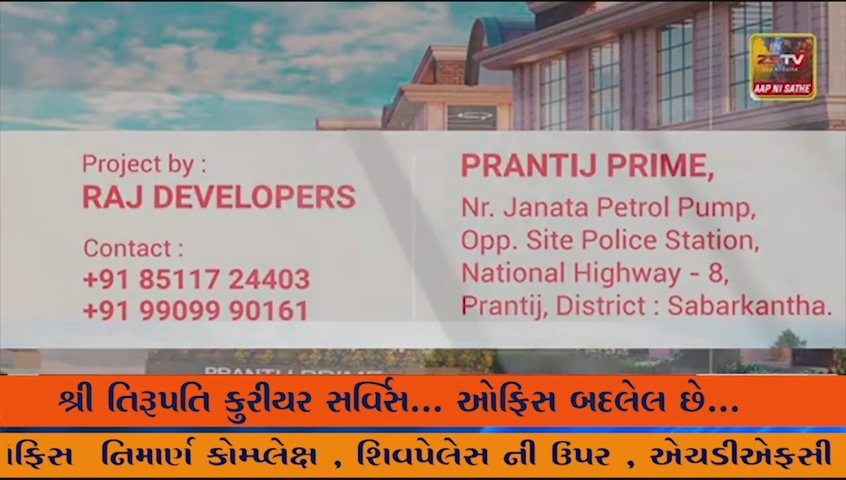 ZSTV
AAP NI SATHE
Project by :
RAJ DEVELOPERS
Contact :
+91 85117 24403
+91 99099 90161
PRANTIJ PRIME,
Nr. Janata Petrol Pump,
Opp. Site Police Station,
National Highway - 8,
Prantij, District : Sabarkantha.
PRANTIJ PRIME
શ્રી તિરૂપતિ કુરીયર સર્વિસ... ઓફિસ બદલેલ છે...
નિમાર્ણ કોમ્પ્લેક્ષ , શિવપેલેસ ની ઉપર , એચડીએફસી